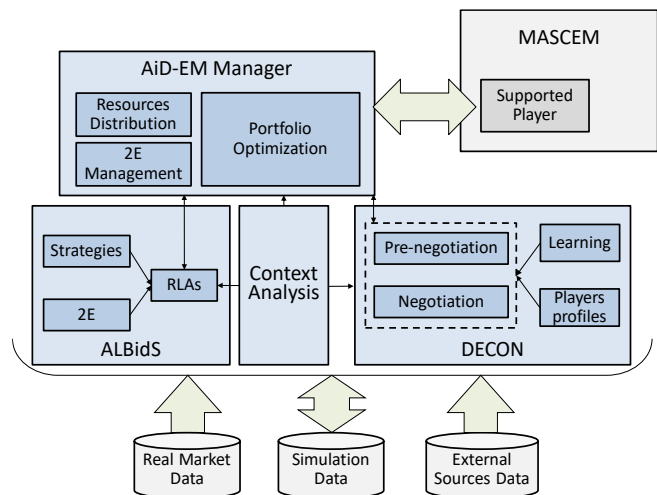 MASCEM
Supported
Player
AiD-EM Manager
Resources
Distribution
2E
Management
Portfolio
Optimization
Strategies
2E
RLAs
ALBidS
Context
Analysis
Pre-negotiation
Negotiation
Learning
Players
profiles
DECON
Real Market
Data
Simulation
Data
External
Sources Data